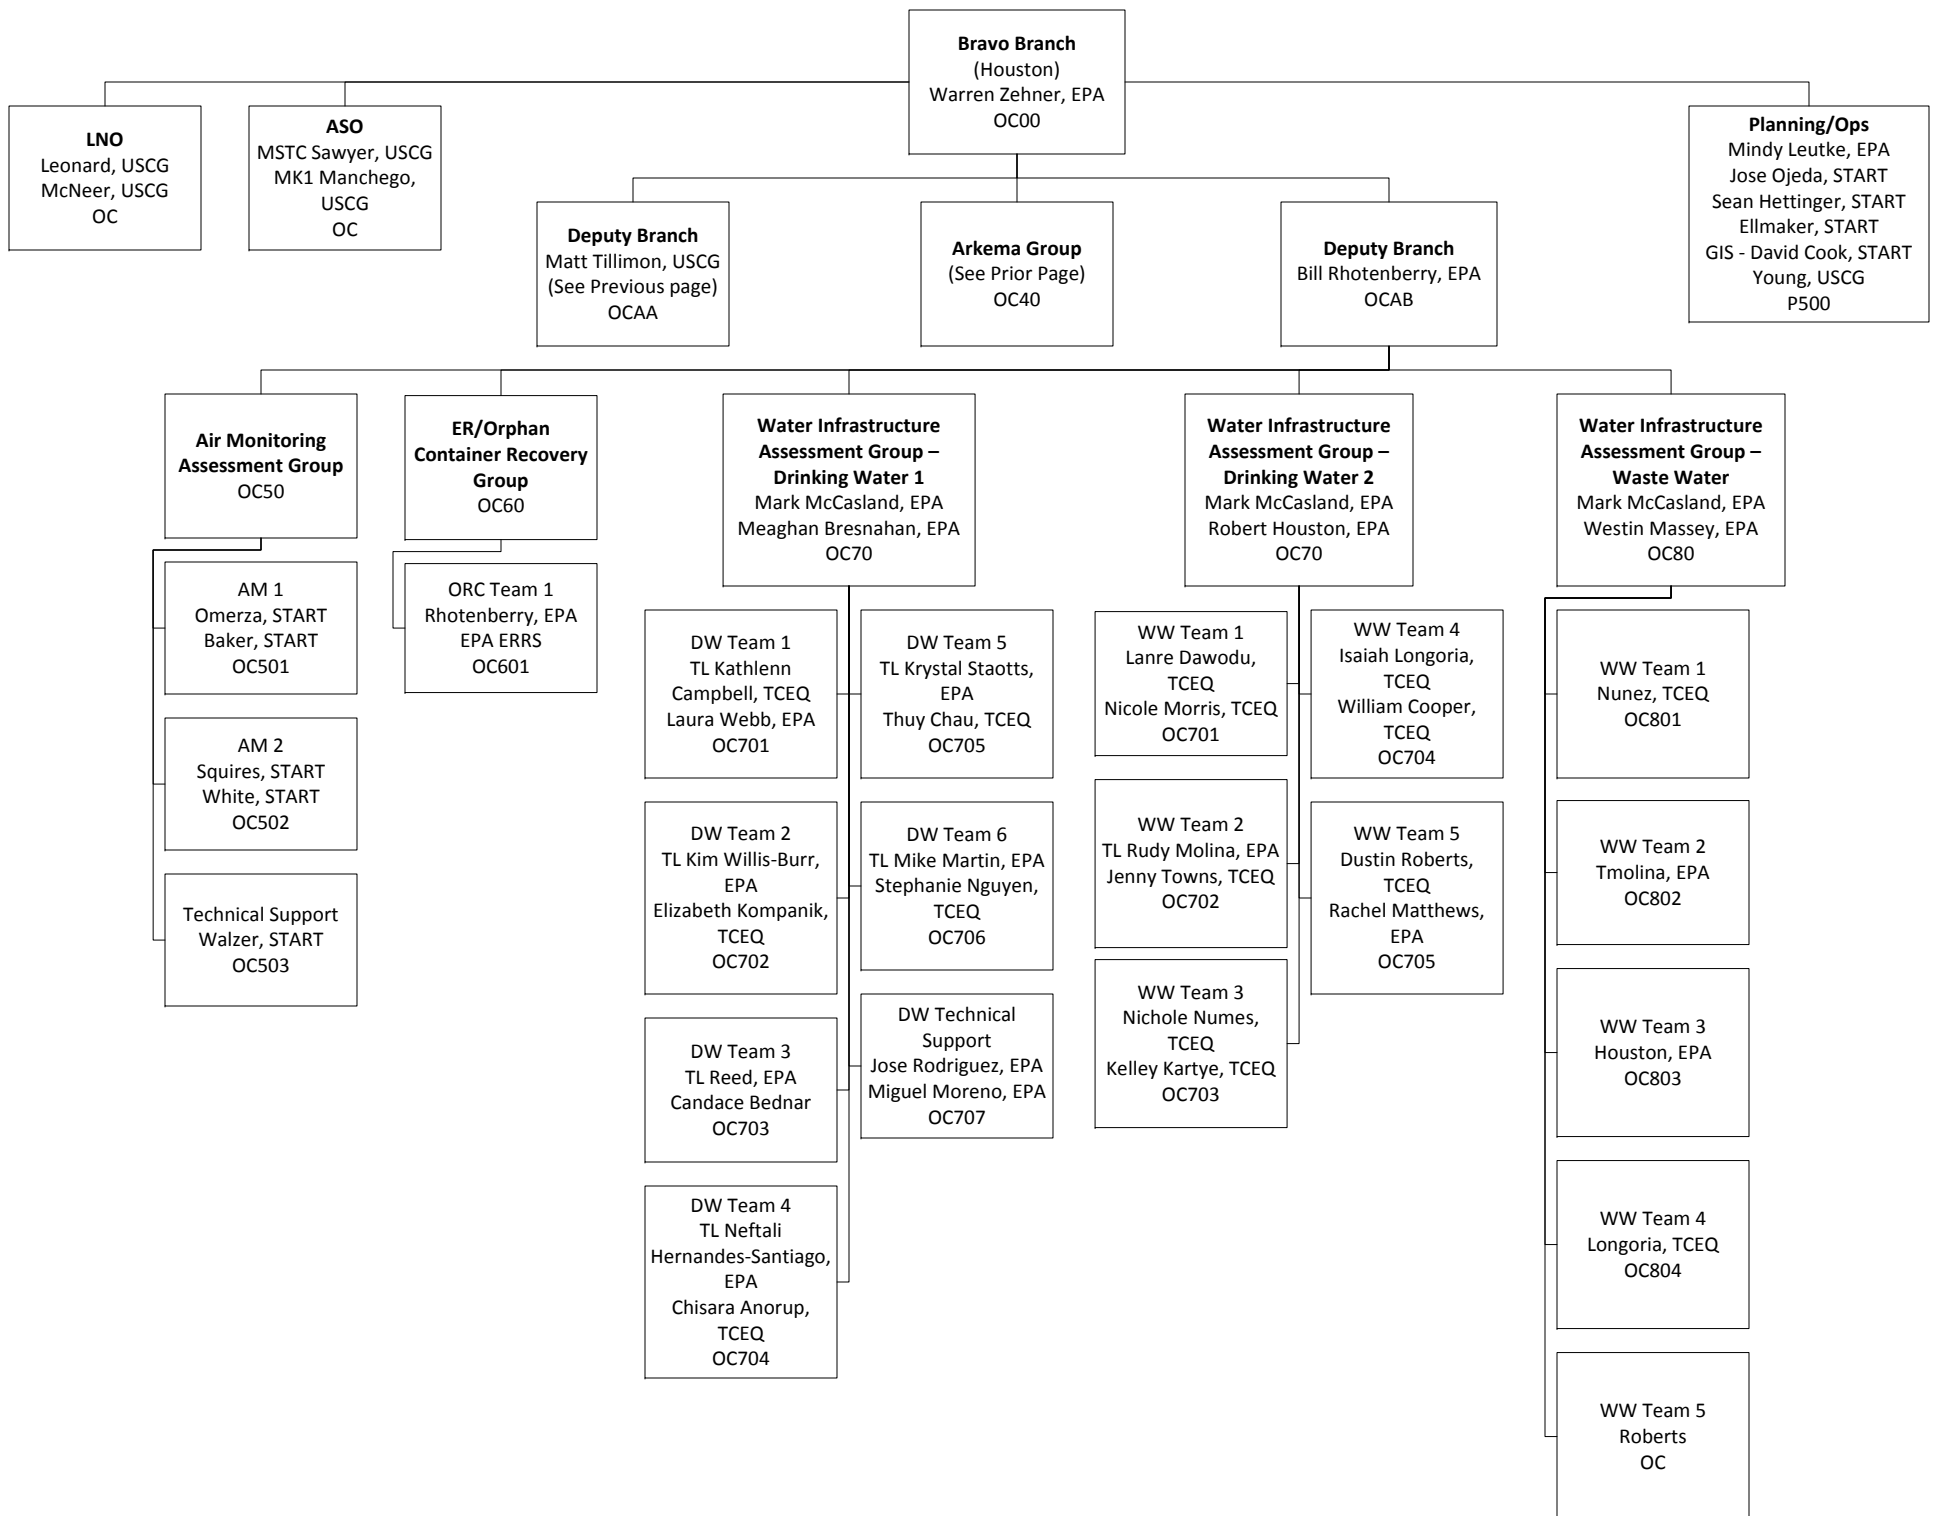 Bravo Branch
(Houston)
Warren Zehner, EPA
OC00
LNO
Leonard, USCG
McNeer, USCG
OC
ASO
MSTC Sawyer, USCG
MK1 Manchego,
USCG
OC
Planning/Ops
Mindy Leutke, EPA
Jose Ojeda, START
Sean Hettinger, START
Ellmaker, START
GIS - David Cook, START
Young, USCG
P500
Deputy Branch
Matt Tillimon, USCG
(See Previous page)
OCAA
Arkema Group
(See Prior Page)
OC40
Deputy Branch
Bill Rhotenberry, EPA
OCAB
Air Monitoring
Assessment Group
OC50
AM 1
Omerza, START
Baker, START
OC501
AM 2
Squires, START
White, START
OC502
Technical Support
Walzer, START
OC503
ER/Orphan
Container Recovery
Group
OC60
ORC Team 1
Rhotenberry, EPA
EPA ERRS
OC601
Water Infrastructure
Assessment Group –
Drinking Water 1
Mark McCasland, EPA
Meaghan Bresnahan, EPA
OC70
DW Team 1
TL Kathlenn
Campbell, TCEQ
Laura Webb, EPA
OC701
DW Team 2
TL Kim Willis-Burr,
EPA
Elizabeth Kompanik,
TCEQ
OC702
DW Team 3
TL Reed, EPA
Candace Bednar
OC703
DW Team 4
TL Neftali
Hernandes-Santiago,
EPA
Chisara Anorup,
TCEQ
OC704
DW Team 5
TL Krystal Staotts,
EPA
Thuy Chau, TCEQ
OC705
DW Team 6
TL Mike Martin, EPA
Stephanie Nguyen,
TCEQ
OC706
DW Technical
Support
Jose Rodriguez, EPA
Miguel Moreno, EPA
OC707
Water Infrastructure
Assessment Group –
Drinking Water 2
Mark McCasland, EPA
Robert Houston, EPA
OC70
WW Team 1
Lanre Dawodu,
TCEQ
Nicole Morris, TCEQ
OC701
WW Team 2
TL Rudy Molina, EPA
Jenny Towns, TCEQ
OC702
WW Team 3
Nichole Numes,
TCEQ
Kelley Kartye, TCEQ
OC703
WW Team 4
Isaiah Longoria,
TCEQ
William Cooper,
TCEQ
OC704
WW Team 5
Dustin Roberts,
TCEQ
Rachel Matthews,
EPA
OC705
Water Infrastructure
Assessment Group –
Waste Water
Mark McCasland, EPA
Westin Massey, EPA
OC80
WW Team 1
Nunez, TCEQ
OC801
WW Team 2
Tmolina, EPA
OC802
WW Team 3
Houston, EPA
OC803
WW Team 4
Longoria, TCEQ
OC804
WW Team 5
Roberts
OC